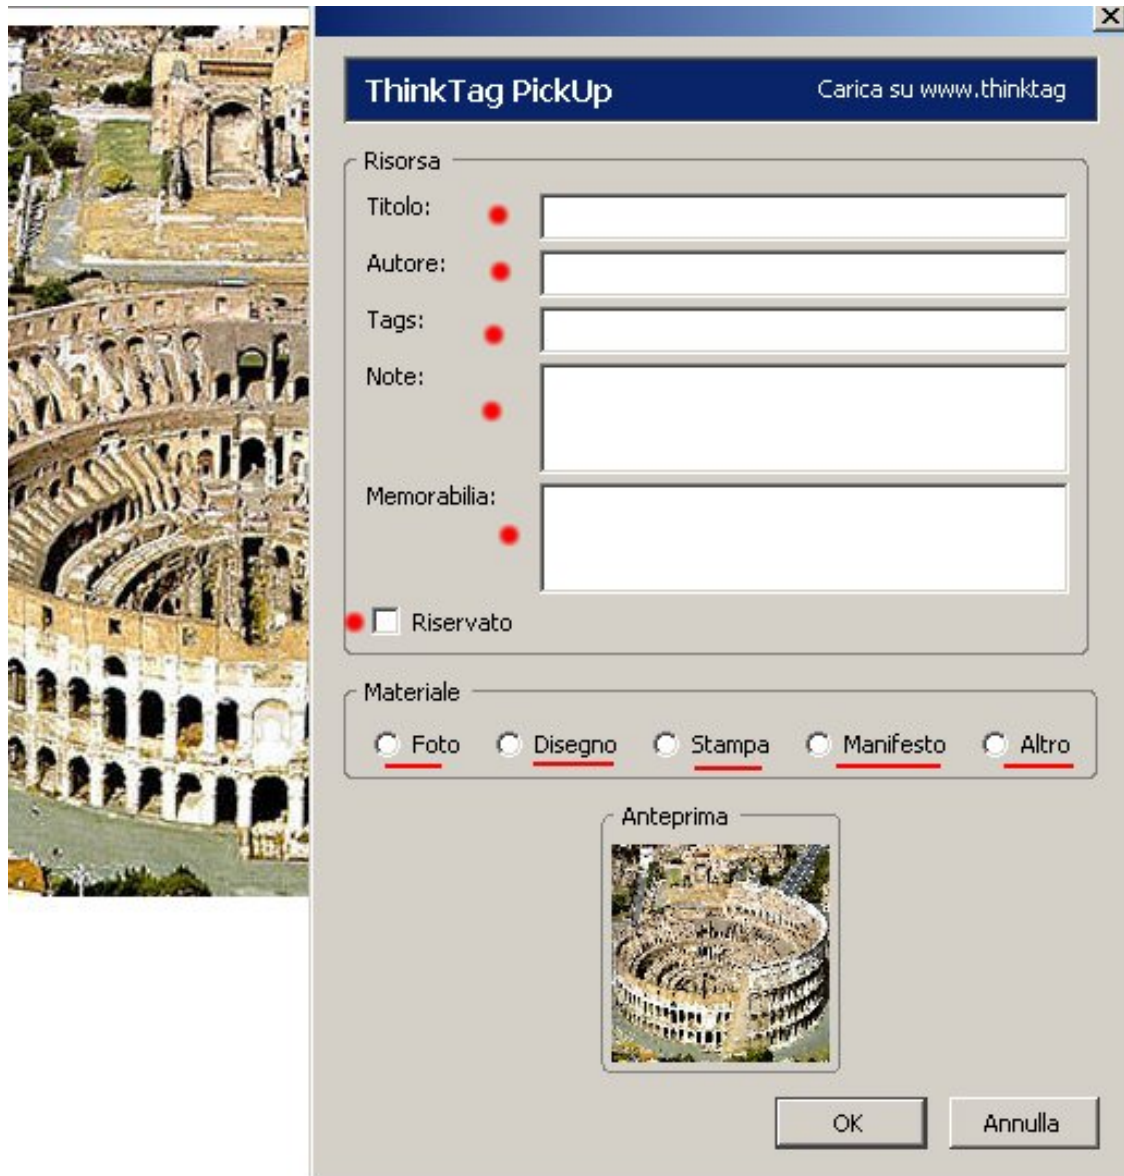 ThinkTag PickUp Carica su www.thinktag
Risorsa
Titolo:
Autore:
Tags:
Note:
Memorabilia:
Riservato
Materiale
Foto Disegno Stampa Manifesto Altro
Anteprima
OK Annulla